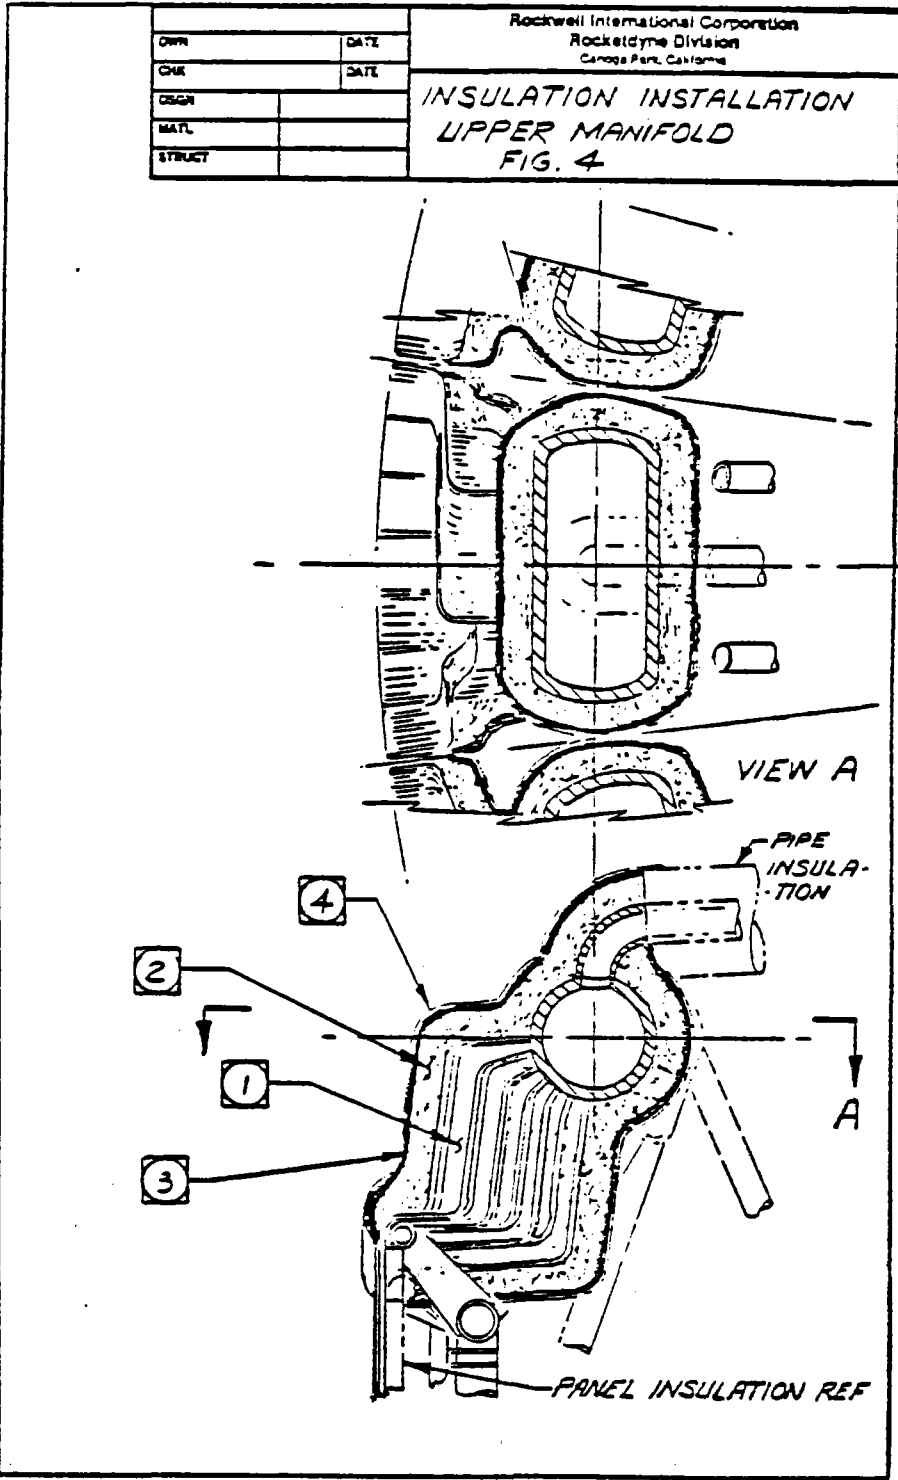 Rockwell International Corporation
Rocketdyne Division
Canoga Park, California
DWN DATE
CHK DATE
DSGN
MATL
STRUCT
INSULATION INSTALLATION
UPPER MANIFOLD
FIG. 4
VIEW A
PIPE
INSULA-
-TION
4
2
1
3
A
PANEL INSULATION REF